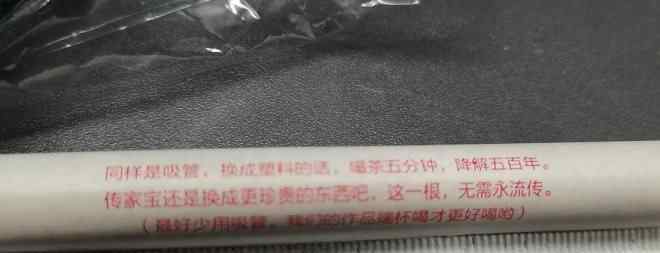 同样是吸管，换成塑料的话，喝茶五分钟，降解五百年。
传家宝还是换成更珍贵的东西吧，这一根，无需永流传。
（最好少用吸管，我们的作品端杯喝才更好喝哟）